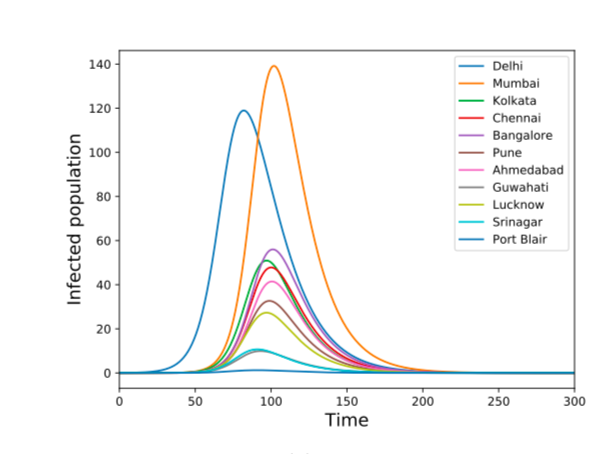 140
120
100
80
60
40
20
0
Infected population
0 50 100 150 200 250 300
Time
Delhi
Mumbai
Kolkata
Chennai
Bangalore
Pune
Ahmedabad
Guwahati
Lucknow
Srinagar
Port Blair